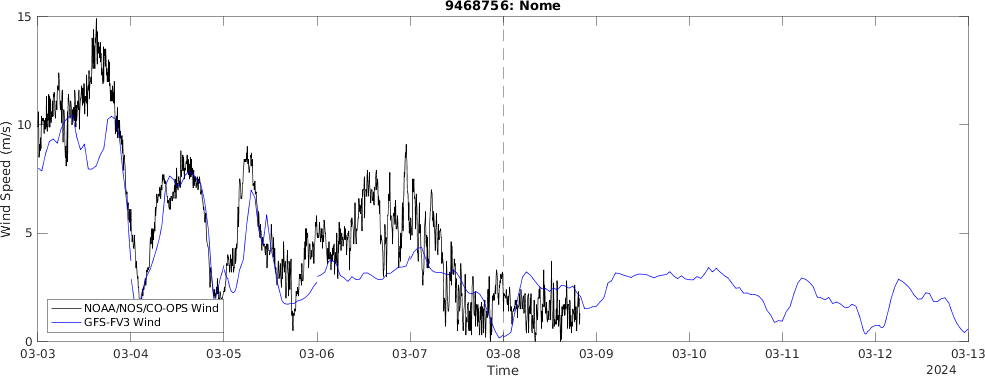 9468756: Nome
15
10
5
0
Wind Speed (m/s)
NOAA/NOS/CO-OPS Wind
GFS-FV3 Wind
03-03 03-04 03-05 03-06 03-07 03-08 03-09 03-10 03-11 03-12 03-13
Time
2024